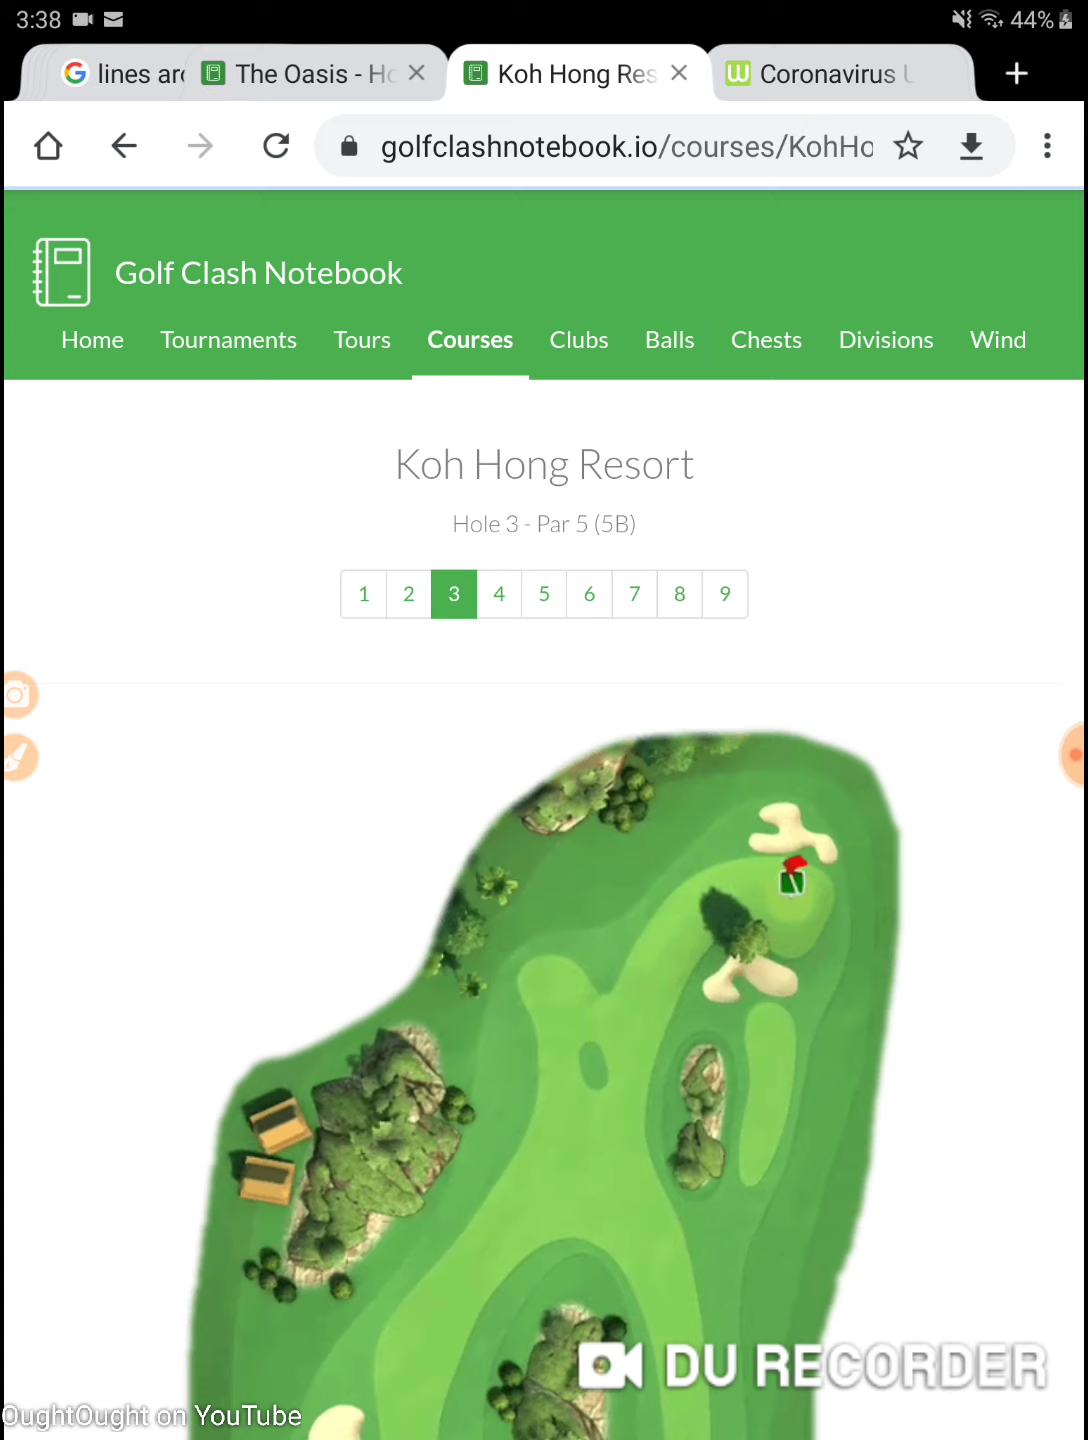 3:38 44%
lines aro The Oasis - Ho Koh Hong Res Coronavirus U
golfclashnotebook.io/courses/KohHo
Golf Clash Notebook
Home Tournaments Tours Courses Clubs Balls Chests Divisions Wind
Koh Hong Resort
Hole 3 - Par 5 (5B)
1 2 3 4 5 6 7 8 9
DU RECORDER
OughtOught on YouTube